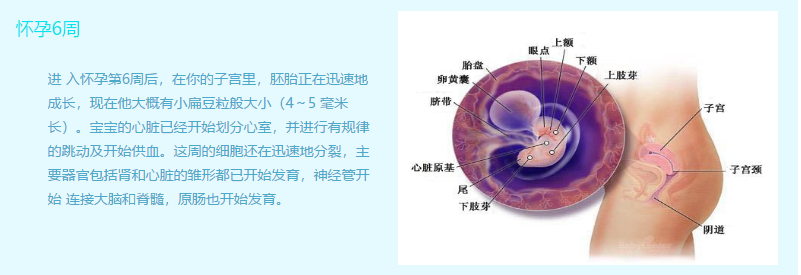 怀孕6周
进 入怀孕第6周后，在你的子宫里，胚胎正在迅速地
成长，现在他大概有小扁豆粒般大小（4～5 毫米
长）。宝宝的心脏已经开始划分心室，并进行有规律
的跳动及开始供血。这周的细胞还在迅速地分裂，主
要器官包括肾和心脏的雏形都已开始发育，神经管开
始 连接大脑和脊髓，原肠也开始发育。
上额
眼点
下额
胎盘
上肢芽
卵黄囊
脐带
心脏原基
尾
下肢芽
子宫
子宫颈
阴道